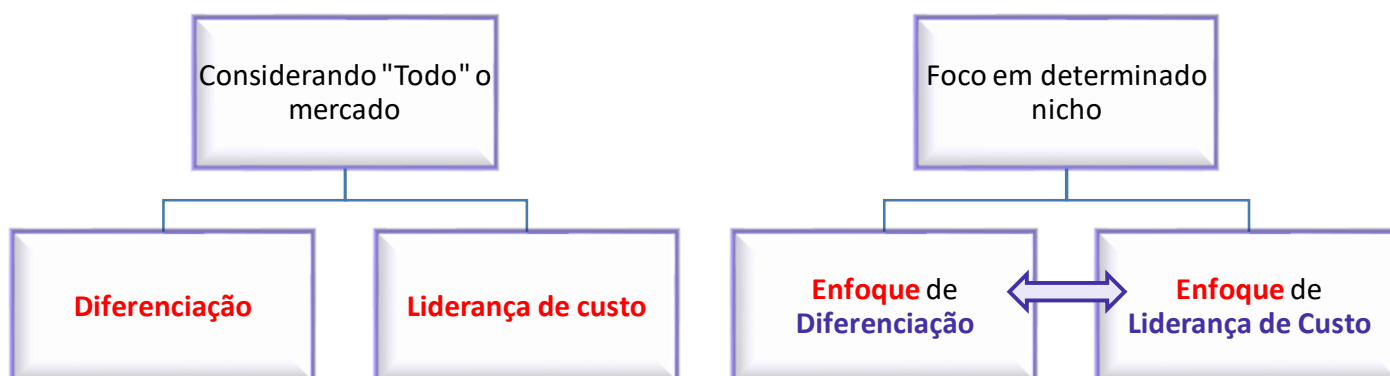 Considerando "Todo" o
mercado
Foco em determinado
nicho
Diferenciação
Liderança de custo
Enfoque de
Diferenciação
Enfoque de
Liderança de Custo